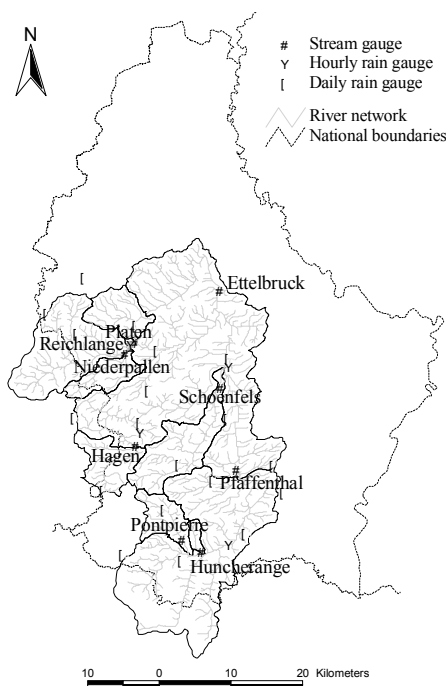 N
# Stream gauge
Y Hourly rain gauge
[ Daily rain gauge
River network
National boundaries
Ettelbruck
Platen
Reichlange
Niederpallen
Schoenfels
Hagen
Pfaffenthal
Pontpierre
Huncherange
10 0 10 20 Kilometers